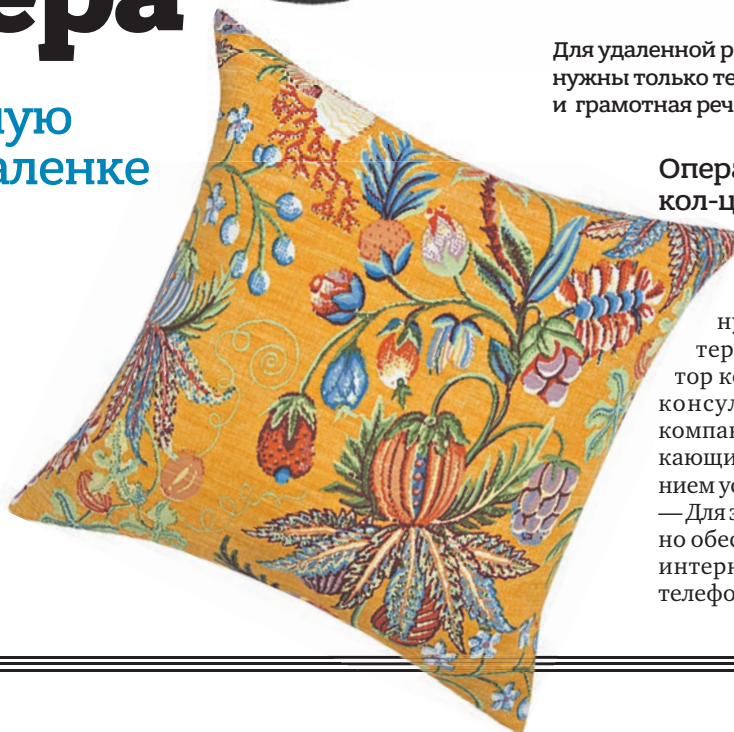 ера
ную
аленке
Для удаленной р
нужны только те
и грамотная реч
Опера
кол-ц
ну
тер
тор к
консул
компан
кающи
нием ус
— Для з
но обес
интерн
телефо